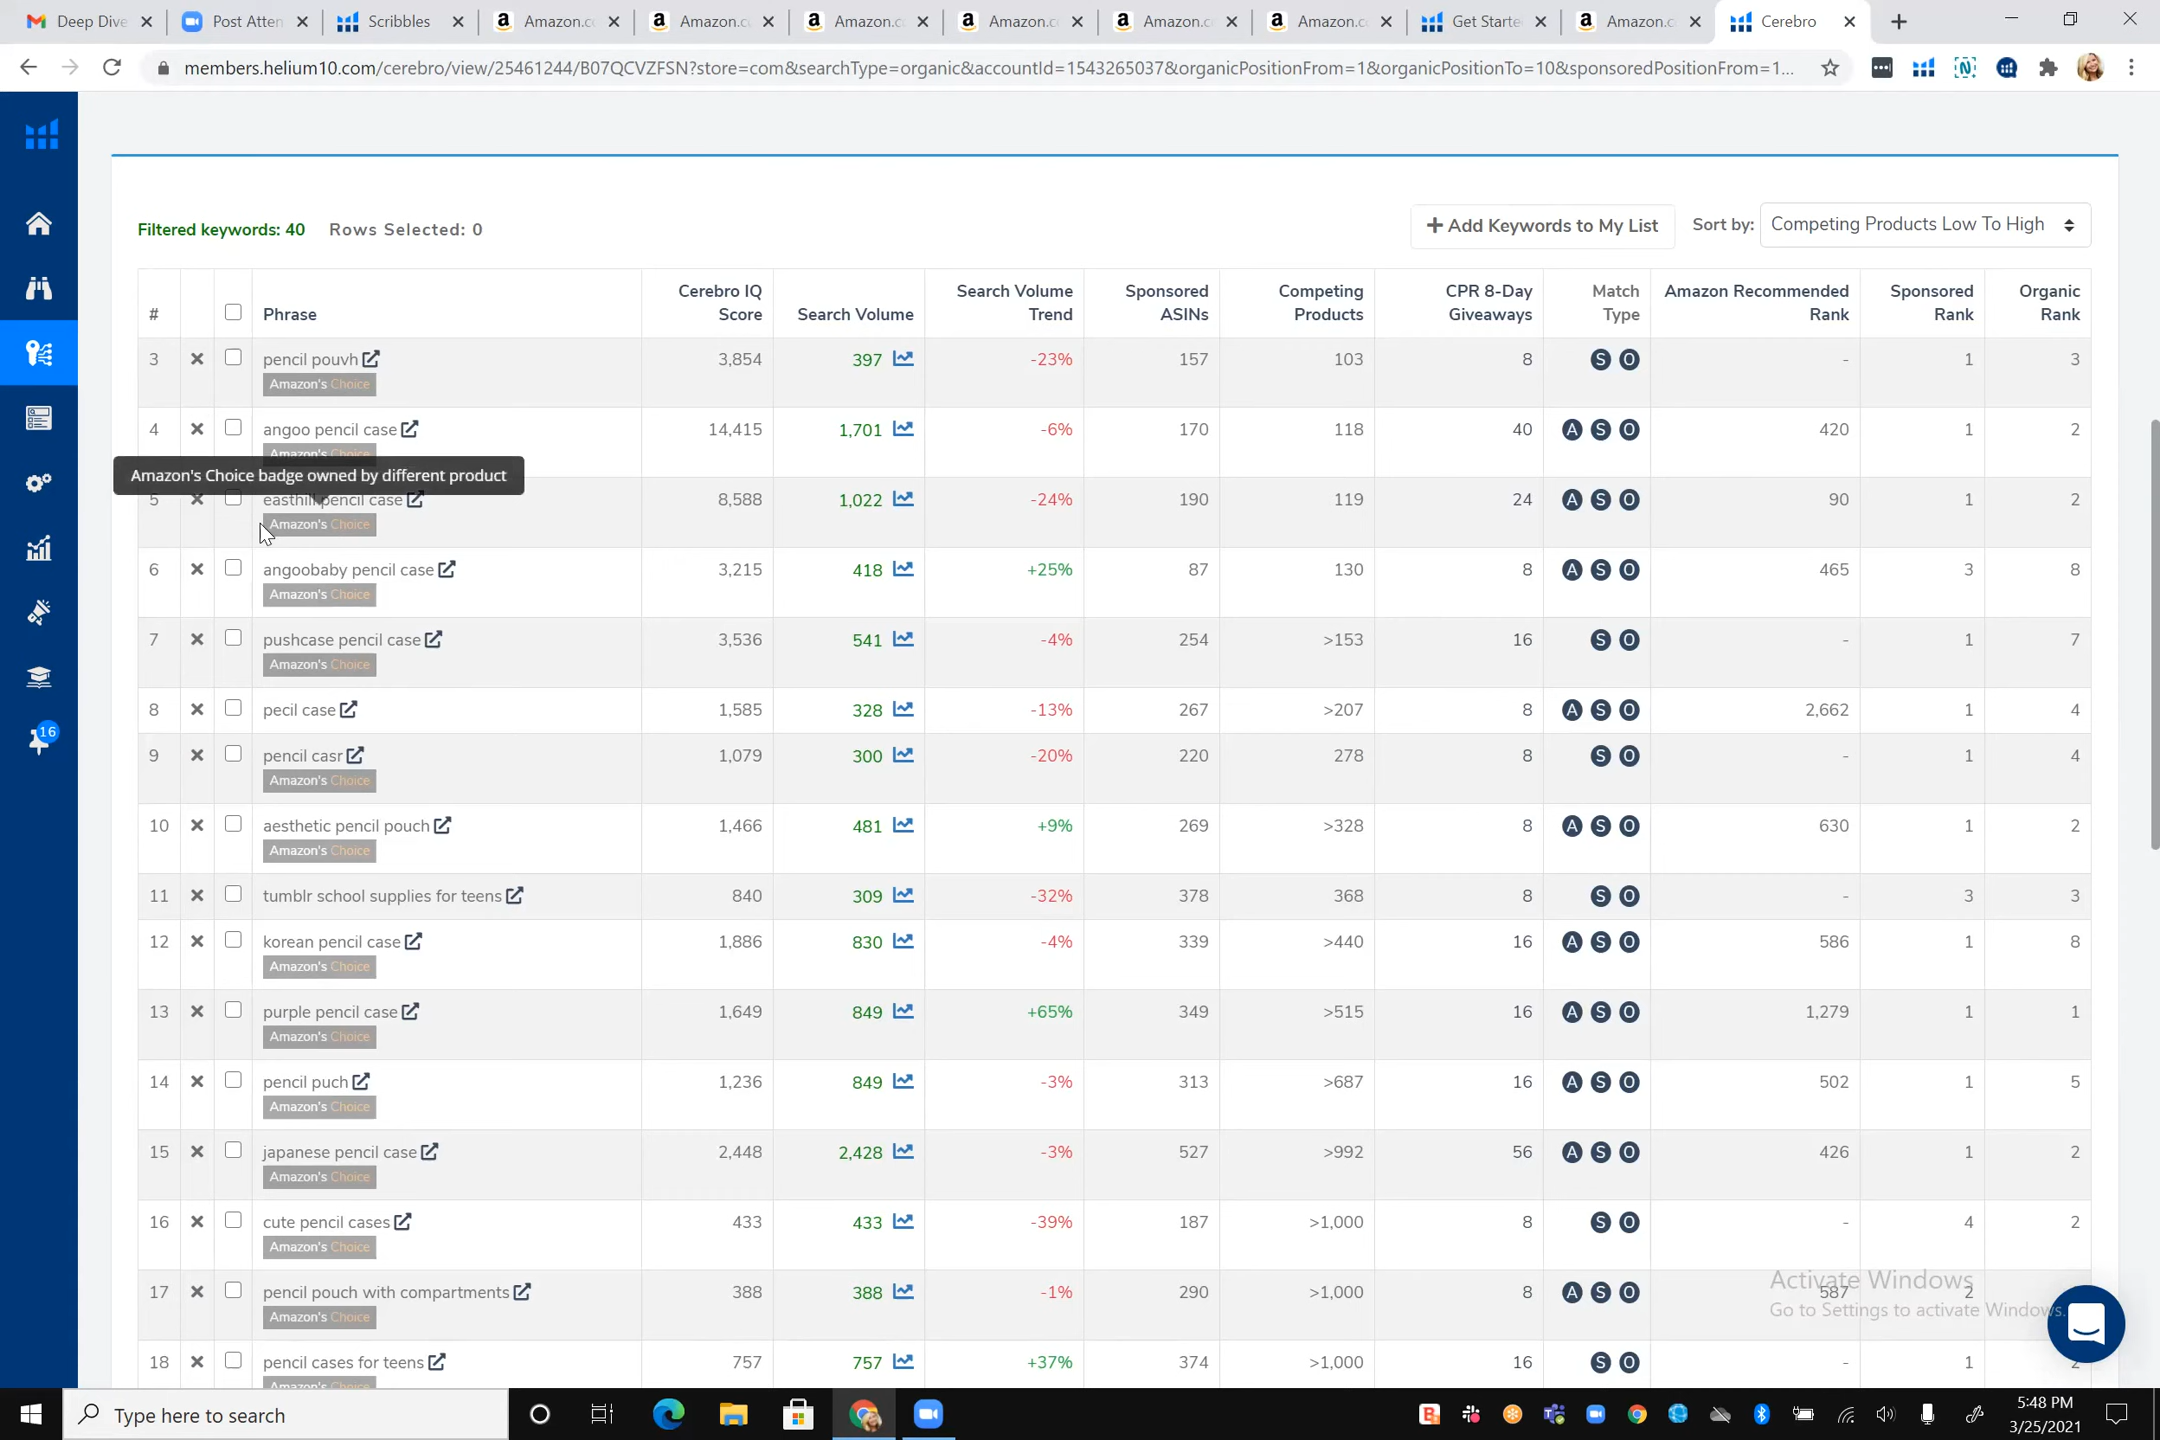 Deep Dive
Post Atten
Scribbles
Amazon.co
Amazon.co
Amazon.co
Amazon.co
Amazon.co
Amazon.co
Get Starte
Amazon.co
Cerebro
members.helium10.com/cerebro/view/25461244/B07QCVZFSN?store=com&searchType=organic&accountId=1543265037&organicPositionFrom=1&organicPositionTo=10&sponsoredPositionFrom=1...
Filtered keywords: 40 Rows Selected: 0
+ Add Keywords to My List Sort by: Competing Products Low To High
# Phrase Cerebro IQ Score Search Volume Search Volume Trend Sponsored ASINs Competing Products CPR 8-Day Giveaways Match Type Amazon Recommended Rank Sponsored Rank Organic Rank
3 pencil pouvh 3,854 397 -23% 157 103 8 S O - 1 3
Amazon's Choice
4 angoo pencil case 14,415 1,701 -6% 170 118 40 A S O 420 1 2
Amazon's Choice
Amazon's Choice badge owned by different product
5 easthill pencil case 8,588 1,022 -24% 190 119 24 A S O 90 1 2
Amazon's Choice
6 angoobaby pencil case 3,215 418 +25% 87 130 8 A S O 465 3 8
Amazon's Choice
7 pushcase pencil case 3,536 541 -4% 254 >153 16 S O - 1 7
Amazon's Choice
8 pecil case 1,585 328 -13% 267 >207 8 A S O 2,662 1 4
9 pencil casr 1,079 300 -20% 220 278 8 S O - 1 4
Amazon's Choice
10 aesthetic pencil pouch 1,466 481 +9% 269 >328 8 A S O 630 1 2
Amazon's Choice
11 tumblr school supplies for teens 840 309 -32% 378 368 8 S O - 3 3
12 korean pencil case 1,886 830 -4% 339 >440 16 A S O 586 1 8
Amazon's Choice
13 purple pencil case 1,649 849 +65% 349 >515 16 A S O 1,279 1 1
Amazon's Choice
14 pencil puch 1,236 849 -3% 313 >687 16 A S O 502 1 5
Amazon's Choice
15 japanese pencil case 2,448 2,428 -3% 527 >992 56 A S O 426 1 2
Amazon's Choice
16 cute pencil cases 433 433 -39% 187 >1,000 8 S O - 4 2
Amazon's Choice
17 pencil pouch with compartments 388 388 -1% 290 >1,000 8 A S O 587 2
Amazon's Choice
18 pencil cases for teens 757 757 +37% 374 >1,000 16 S O - 1 2
Amazon's Choice
16
Activate Windows
Go to Settings to activate Windows.
Type here to search
5:48 PM
3/25/2021